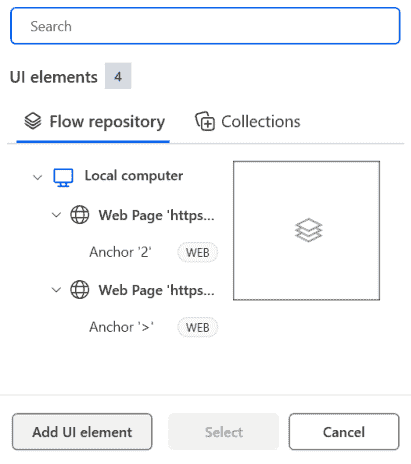 Search
UI elements 4
Flow repository Collections
Local computer
Web Page 'https...
Anchor '2' WEB
Web Page 'https...
Anchor '>' WEB
Add UI element Select Cancel